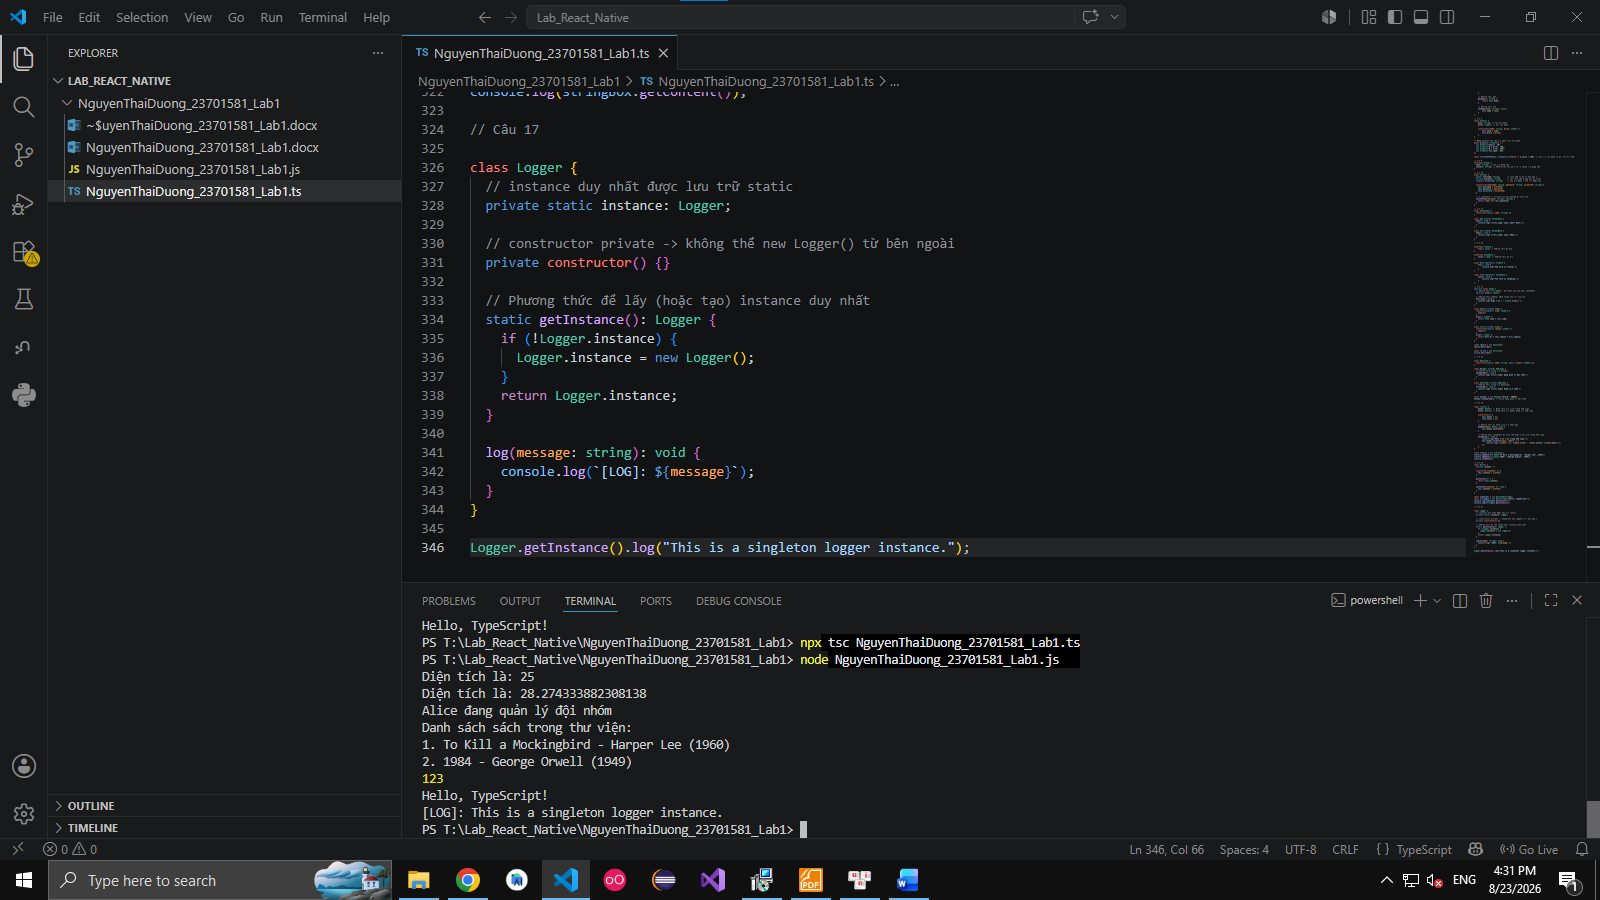 File Edit Selection View Go Run Terminal Help
Lab_React_Native
EXPLORER
LAB_REACT_NATIVE
NguyenThaiDuong_23701581_Lab1
~$uyenThaiDuong_23701581_Lab1.docx
NguyenThaiDuong_23701581_Lab1.docx
JS NguyenThaiDuong_23701581_Lab1.js
TS NguyenThaiDuong_23701581_Lab1.ts
OUTLINE
TIMELINE
TS NguyenThaiDuong_23701581_Lab1.ts
NguyenThaiDuong_23701581_Lab1 > TS NguyenThaiDuong_23701581_Lab1.ts > ...
322 console.log(stringBox.getContent());
323
324 // Câu 17
325
326 class Logger {
327 // instance duy nhất được lưu trữ static
328 private static instance: Logger;
329
330 // constructor private -> không thể new Logger() từ bên ngoài
331 private constructor() {}
332
333 // Phương thức để lấy (hoặc tạo) instance duy nhất
334 static getInstance(): Logger {
335 if (!Logger.instance) {
336 Logger.instance = new Logger();
337 }
338 return Logger.instance;
339 }
340
341 log(message: string): void {
342 console.log(`[LOG]: ${message}`);
343 }
344 }
345
346 Logger.getInstance().log("This is a singleton logger instance.");
PROBLEMS OUTPUT TERMINAL PORTS DEBUG CONSOLE
powershell
Hello, TypeScript!
PS T:\Lab_React_Native\NguyenThaiDuong_23701581_Lab1> npx tsc NguyenThaiDuong_23701581_Lab1.ts
PS T:\Lab_React_Native\NguyenThaiDuong_23701581_Lab1> node NguyenThaiDuong_23701581_Lab1.js
Diện tích là: 25
Diện tích là: 28.274333882308138
Alice đang quản lý đội nhóm
Danh sách sách trong thư viện:
1. To Kill a Mockingbird - Harper Lee (1960)
2. 1984 - George Orwell (1949)
123
Hello, TypeScript!
[LOG]: This is a singleton logger instance.
PS T:\Lab_React_Native\NguyenThaiDuong_23701581_Lab1>
0 0
Ln 346, Col 66 Spaces: 4 UTF-8 CRLF {} TypeScript Go Live
Type here to search
ENG
4:31 PM
8/23/2026
1